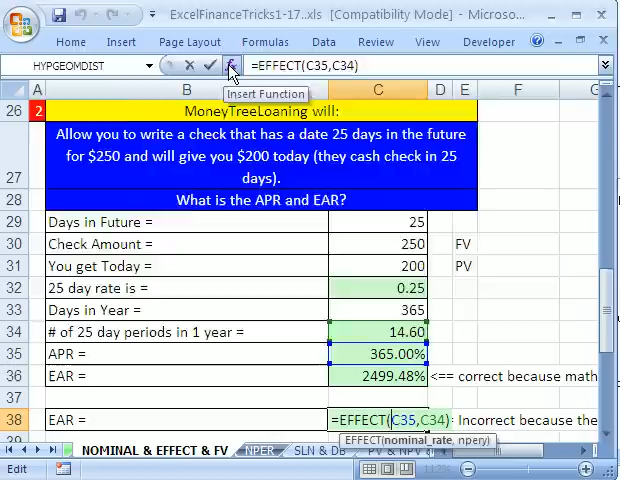 ExcelFinanceTricks1-17..xls [Compatibility Mode] - Microsoft...
Home Insert Page Layout Formulas Data Review View Developer
HYPGEOMDIST =EFFECT(C35,C34)
Insert Function
A B C D E F G
26 2 MoneyTreeLoaning will:
Allow you to write a check that has a date 25 days in the future
for $250 and will give you $200 today (they cash check in 25
27 days).
28 What is the APR and EAR?
29 Days in Future = 25
30 Check Amount = 250 FV
31 You get Today = 200 PV
32 25 day rate is = 0.25
33 Days in Year = 365
34 # of 25 day periods in 1 year = 14.60
35 APR = 365.00%
36 EAR = 2499.48% <== correct because math
37
38 EAR = =EFFECT(C35,C34)= Incorrect because the
EFFECT(nominal_rate, npery)
NOMINAL & EFFECT & FV NPER SLN & DB PV & NPV
Edit